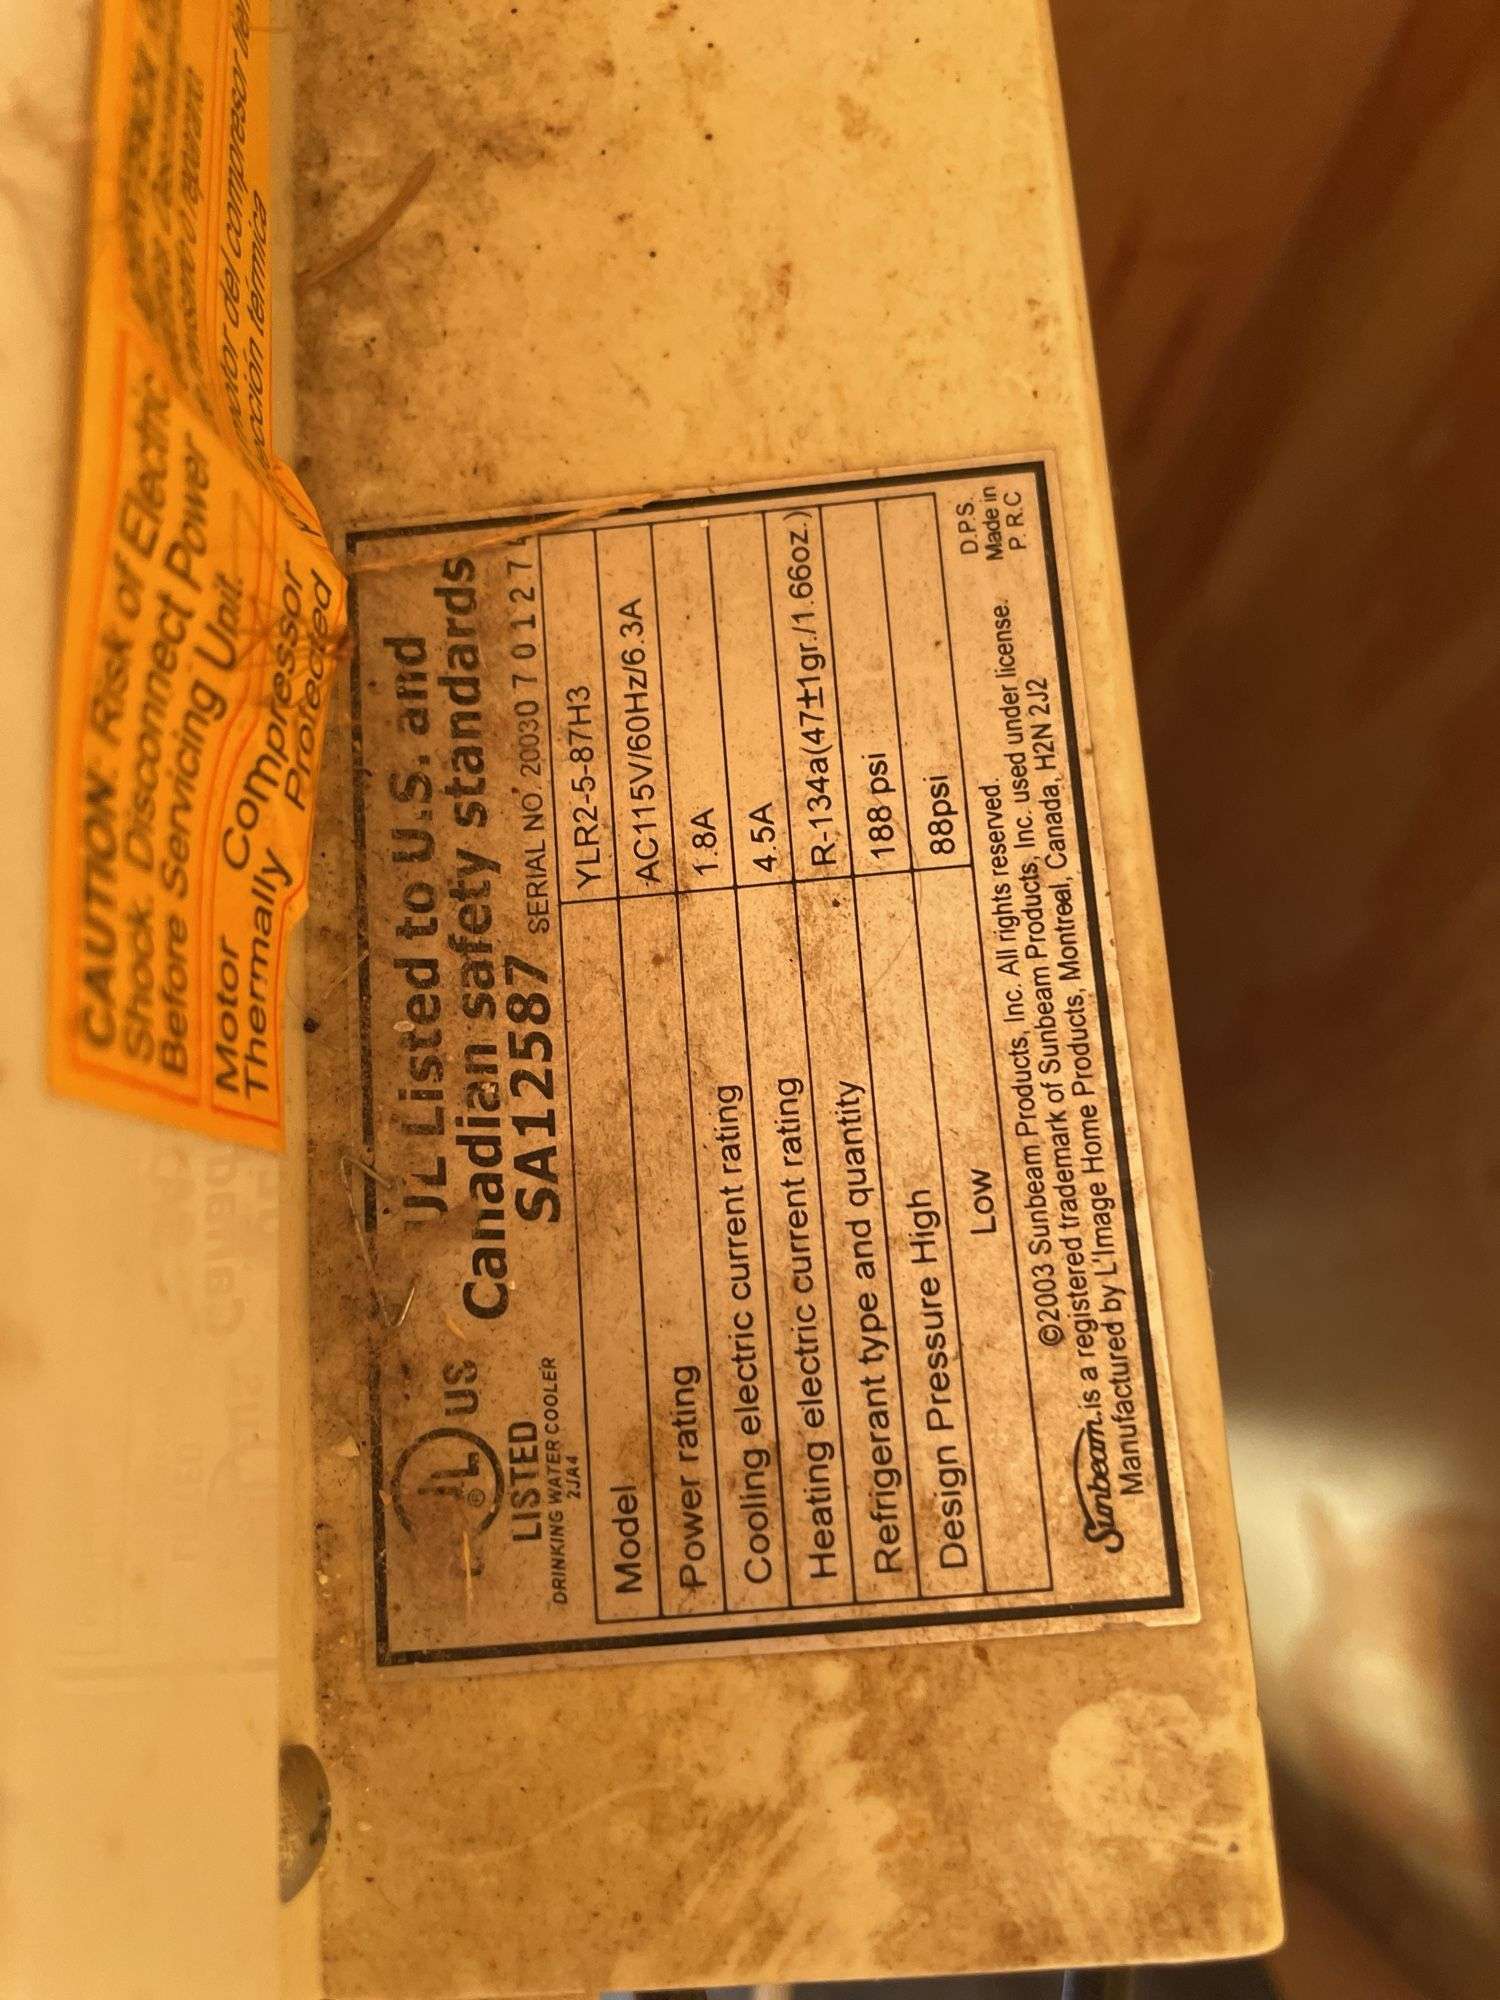 CAUTION: Risk of Electric
Shock. Disconnect Power
Before Servicing Unit.
Motor Compressor
Thermally Protected
del compresor
térmica
UL US
LISTED
DRINKING WATER COOLER
2JA4
UL Listed to U.S. and
Canadian safety standards
SA12587 SERIAL NO. 20030 7 0 1 2 7
Model YLR2-5-87H3
Power rating AC115V/60Hz/6.3A
Cooling electric current rating 1.8A
Heating electric current rating 4.5A
Refrigerant type and quantity R-134a(47±1gr./1.66oz.)
Design Pressure High 188 psi
Low 88psi
©2003 Sunbeam Products, Inc. All rights reserved.
Sunbeam is a registered trademark of Sunbeam Products, Inc. used under license.
Manufactured by L'Image Home Products, Montreal, Canada, H2N 2J2
D.P.S.
Made in
P. R.C